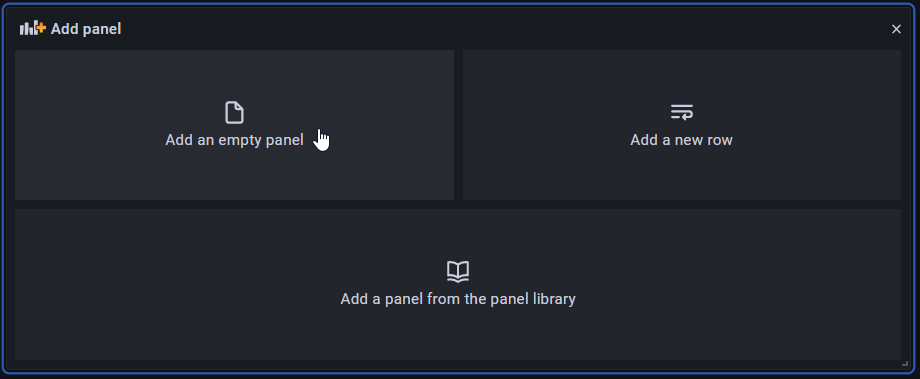 Add panel
Add an empty panel
Add a new row
Add a panel from the panel library